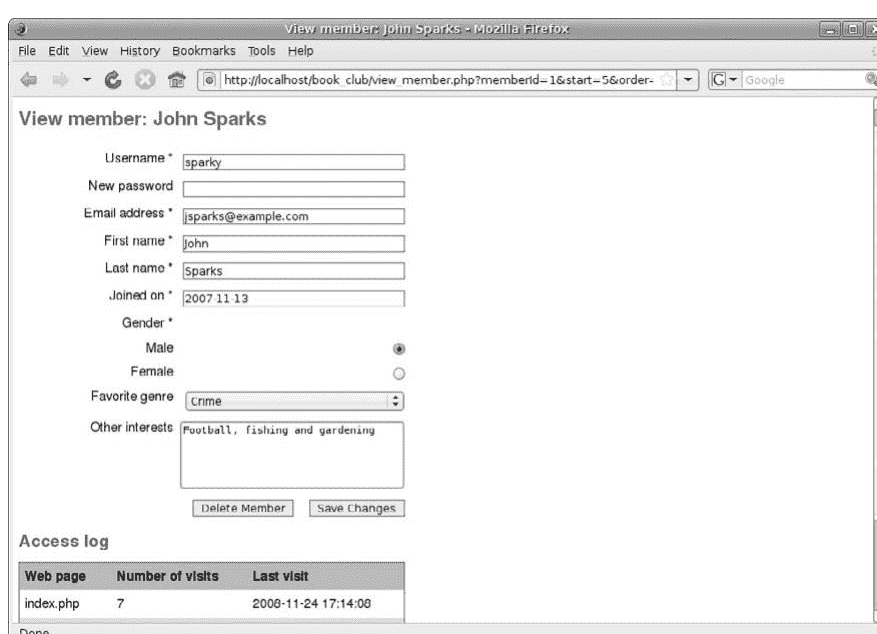 View member: John Sparks - Mozilla Firefox
File Edit View History Bookmarks Tools Help
http://localhost/book_club/view_member.php?memberId=1&start=5&order- G Google
View member: John Sparks
Username * sparky
New password
Email address * jsparks@example.com
First name * John
Last name * Sparks
Joined on * 2007-11-13
Gender *
Male
Female
Favorite genre Crime
Other interests Football, fishing and gardening
Delete Member Save Changes
Access log
Web page Number of visits Last visit
index.php 7 2008-11-24 17:14:08
Done